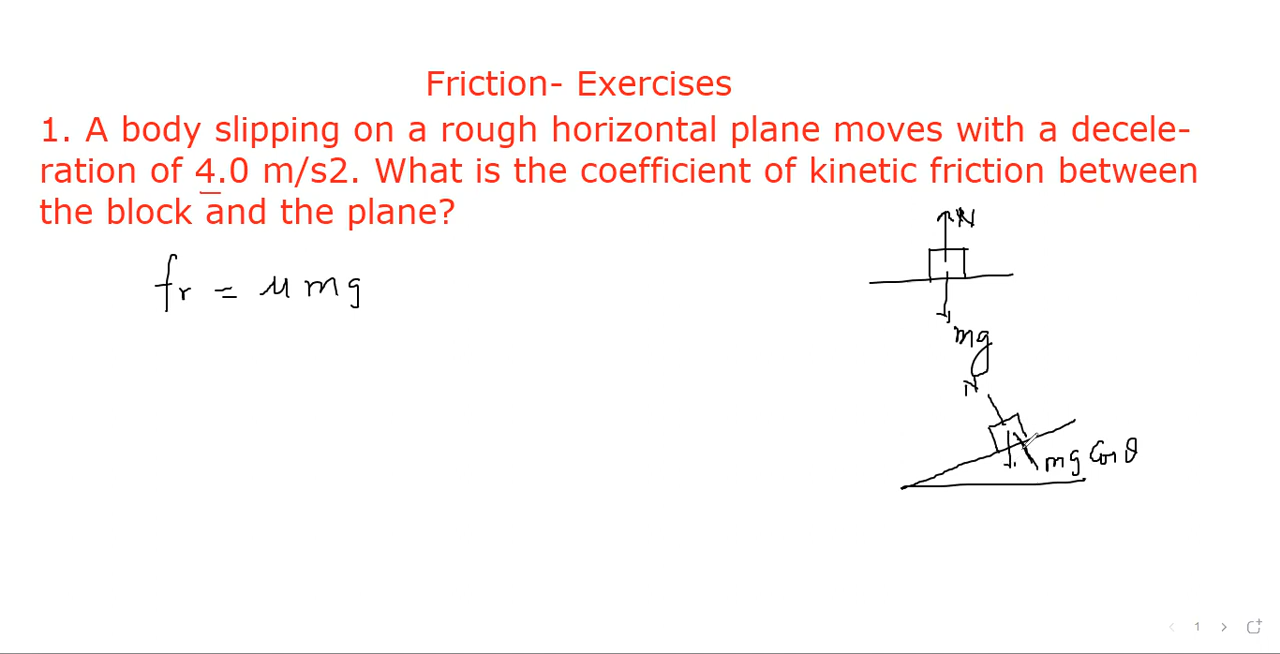 Friction- Exercises
1. A body slipping on a rough horizontal plane moves with a decele-
ration of 4.0 m/s2. What is the coefficient of kinetic friction between
the block and the plane?
N
fr = μmg
mg
N
mg Cos θ
1